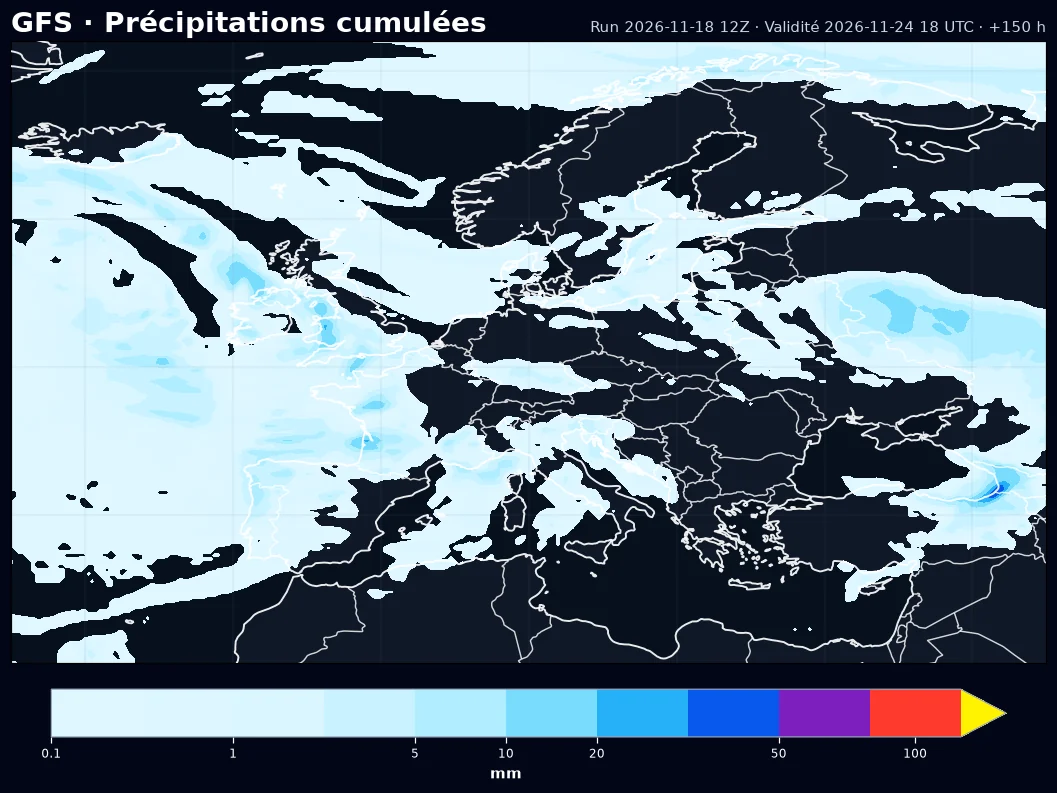 GFS · Précipitations cumulées
Run 2026-11-18 12Z · Validité 2026-11-24 18 UTC · +150 h
0.1 1 5 10 20 50 100
mm